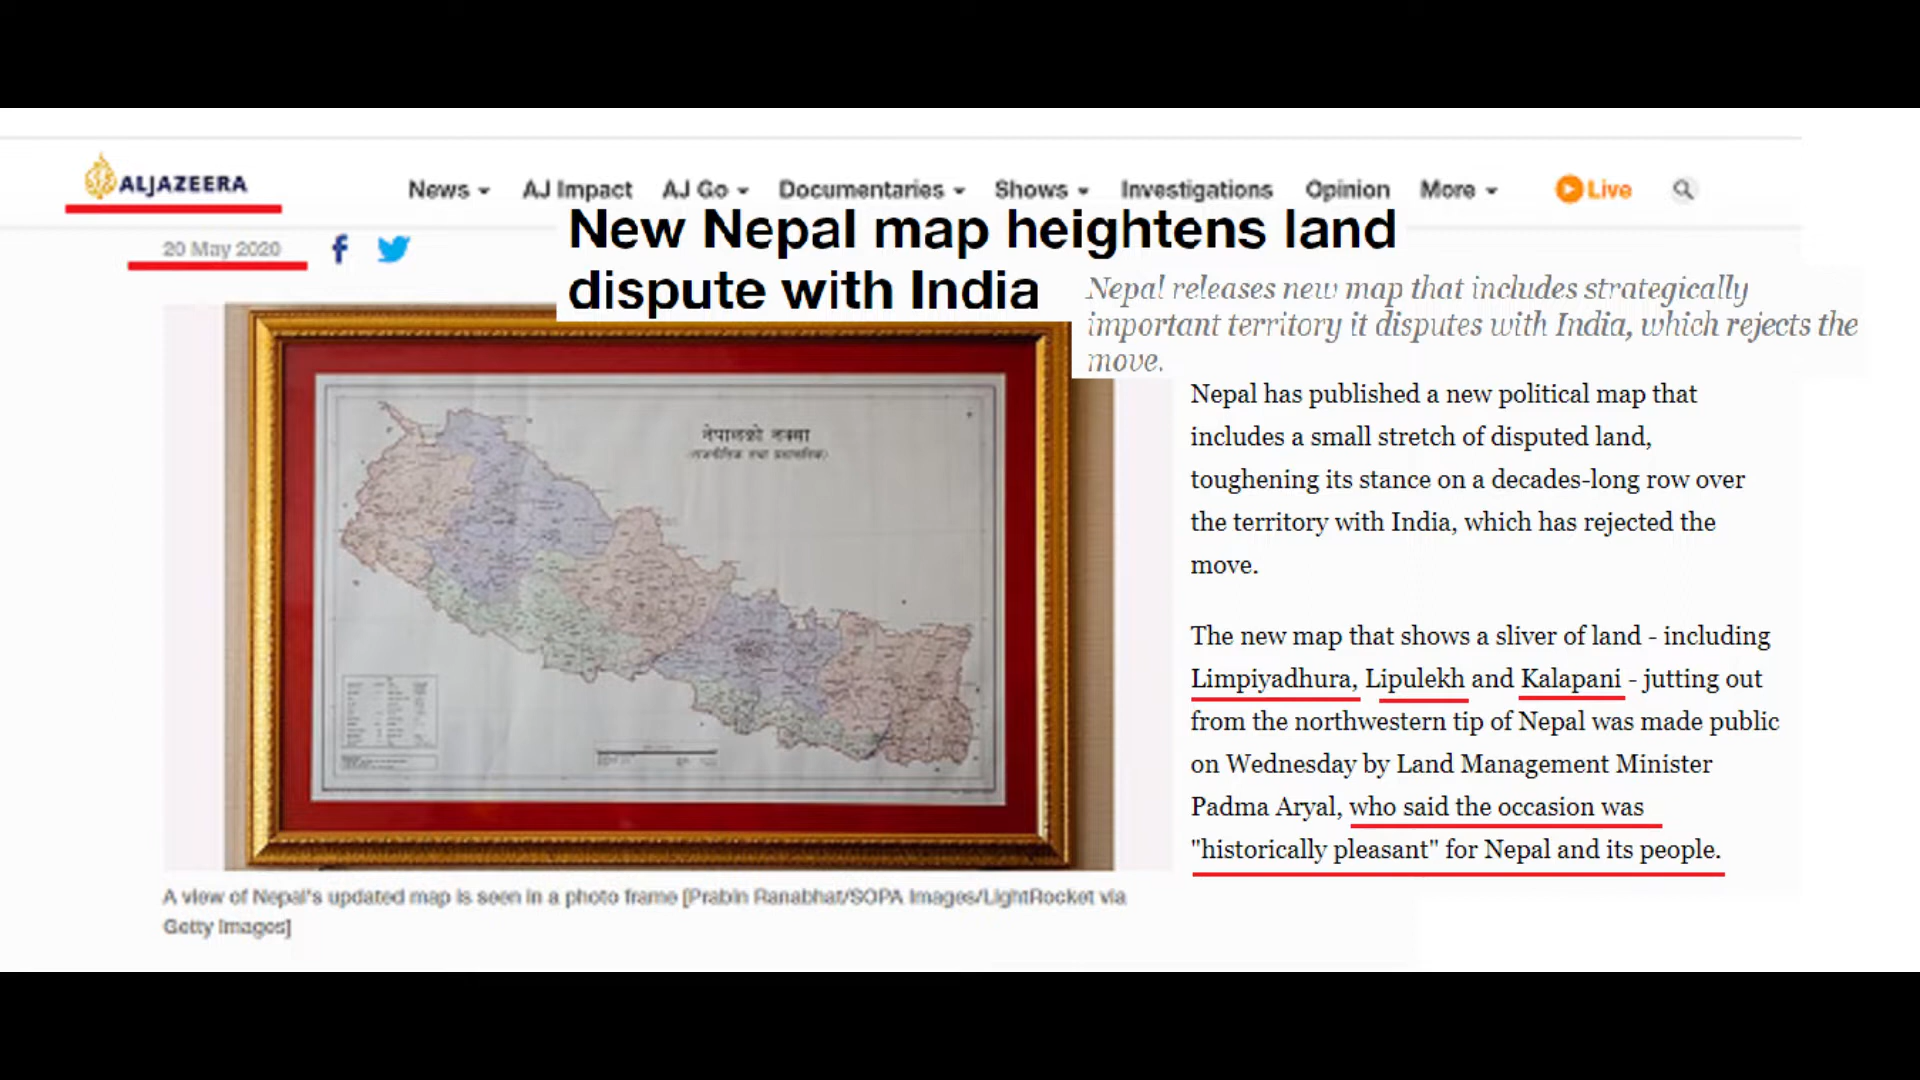 ALJAZEERA
News AJ Impact AJ Go Documentaries Shows Investigations Opinion More Live
20 May 2020
New Nepal map heightens land
dispute with India
Nepal releases new map that includes strategically
important territory it disputes with India, which rejects the
move.
नेपालको नक्सा
(राजनीतिक तथा प्रशासनिक)
Nepal has published a new political map that
includes a small stretch of disputed land,
toughening its stance on a decades-long row over
the territory with India, which has rejected the
move.
The new map that shows a sliver of land - including
Limpiyadhura, Lipulekh and Kalapani - jutting out
from the northwestern tip of Nepal was made public
on Wednesday by Land Management Minister
Padma Aryal, who said the occasion was
"historically pleasant" for Nepal and its people.
A view of Nepal's updated map is seen in a photo frame [Prabin Ranabhat/SOPA Images/LightRocket via
Getty Images]